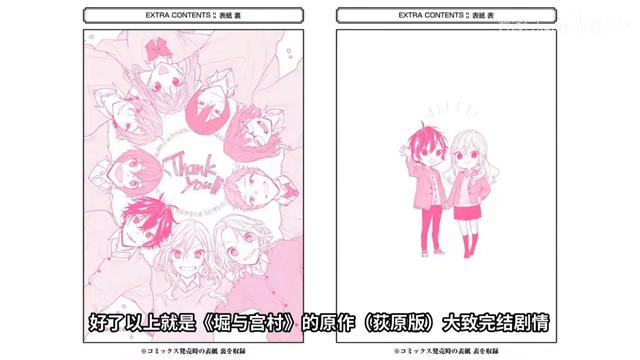 EXTRA CONTENTS :: 表紙 裏
EXTRA CONTENTS :: 表紙 表
Thank you!!
好了以上就是《堀与宫村》的原作（荻原版）大致完结剧情
※コミックス発売時の表紙 裏を収録
※コミックス発売時の表紙 表を収録